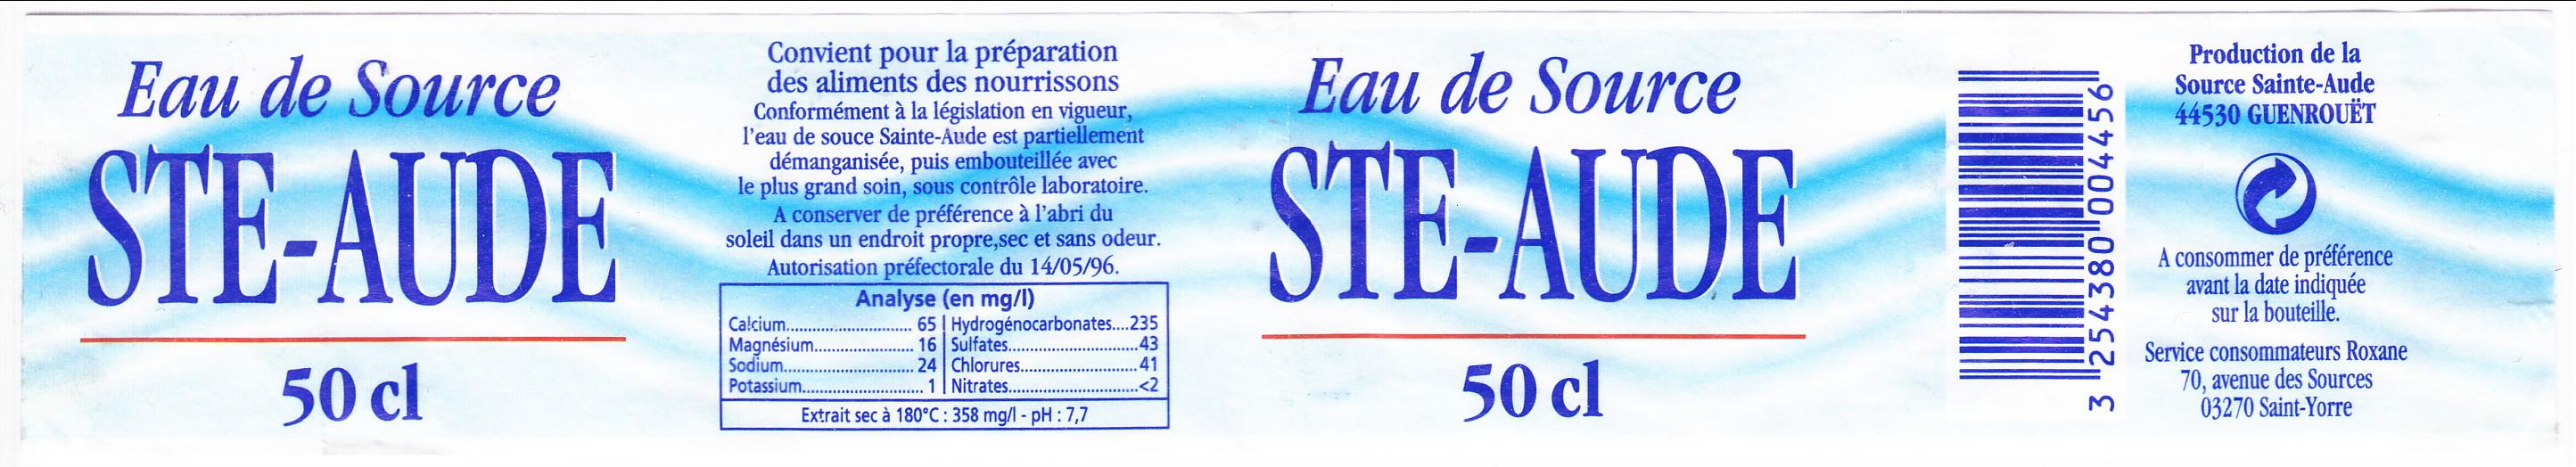 Eau de Source
STE-AUDE
50 cl
Convient pour la préparation
des aliments des nourrissons
Conformément à la législation en vigueur,
l'eau de souce Sainte-Aude est partiellement
démanganisée, puis embouteillée avec
le plus grand soin, sous contrôle laboratoire.
A conserver de préférence à l'abri du
soleil dans un endroit propre,sec et sans odeur.
Autorisation préfectorale du 14/05/96.
Analyse (en mg/l)
Calcium............................ 65 | Hydrogénocarbonates....235
Magnésium...................... 16 | Sulfates.............................43
Sodium............................. 24 | Chlorures..........................41
Potassium........................... 1 | Nitrates.............................<2
Extrait sec à 180°C : 358 mg/l - pH : 7,7
Eau de Source
STE-AUDE
50 cl
3 254380 004456
Production de la
Source Sainte-Aude
44530 GUENROUËT
A consommer de préférence
avant la date indiquée
sur la bouteille.
Service consommateurs Roxane
70, avenue des Sources
03270 Saint-Yorre